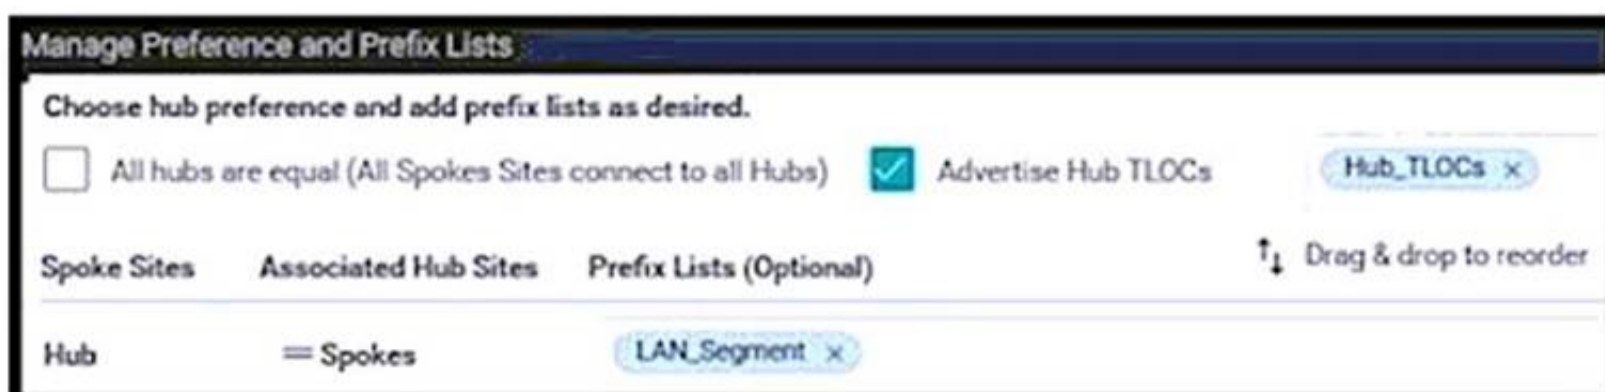 Manage Preference and Prefix Lists
Choose hub preference and add prefix lists as desired.
All hubs are equal (All Spokes Sites connect to all Hubs) Advertise Hub TLOCs Hub_TLOCs ×
Spoke Sites Associated Hub Sites Prefix Lists (Optional) Drag & drop to reorder
Hub Spokes LAN_Segment ×